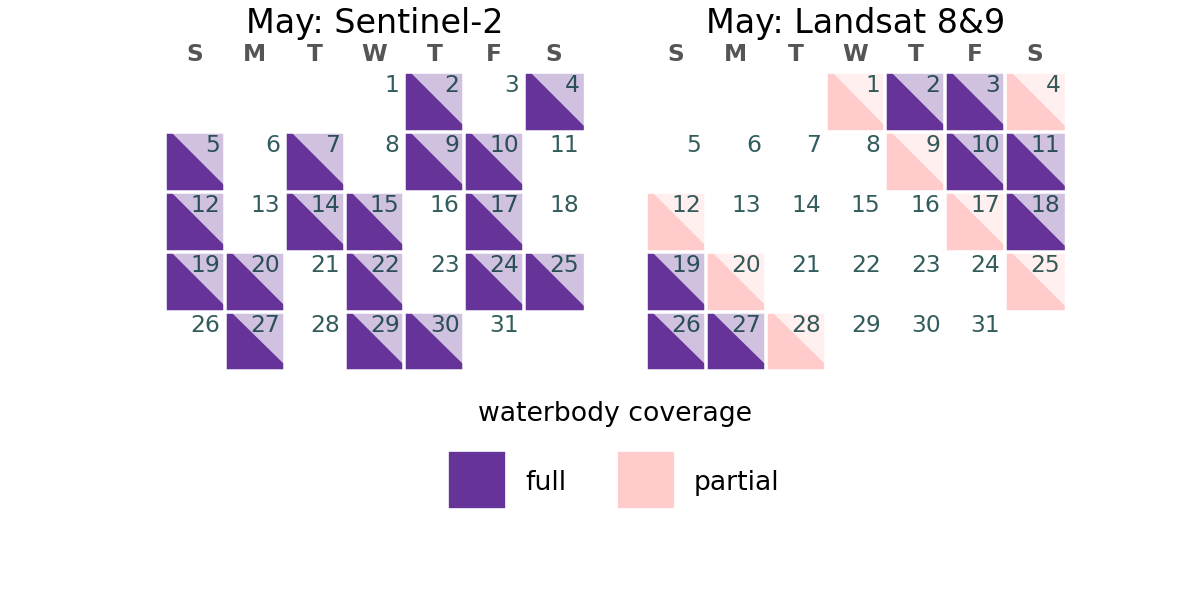 May: Sentinel-2
S M T W T F S
1 2 3 4
5 6 7 8 9 10 11
12 13 14 15 16 17 18
19 20 21 22 23 24 25
26 27 28 29 30 31
May: Landsat 8&9
S M T W T F S
1 2 3 4
5 6 7 8 9 10 11
12 13 14 15 16 17 18
19 20 21 22 23 24 25
26 27 28 29 30 31
waterbody coverage
full partial